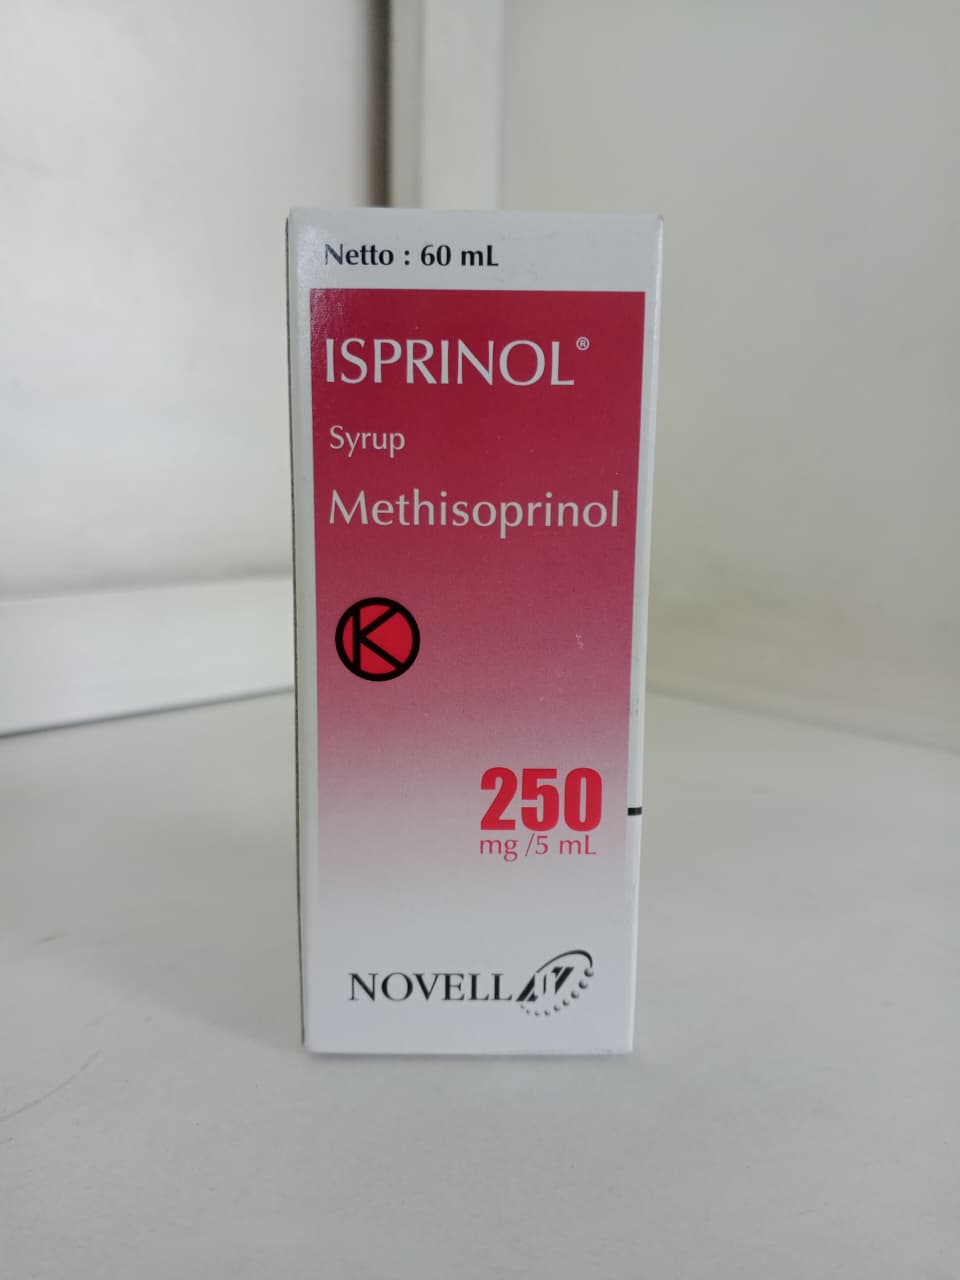 Netto : 60 mL
ISPRINOL®
Syrup
Methisoprinol
K
250
mg /5 mL
NOVELL